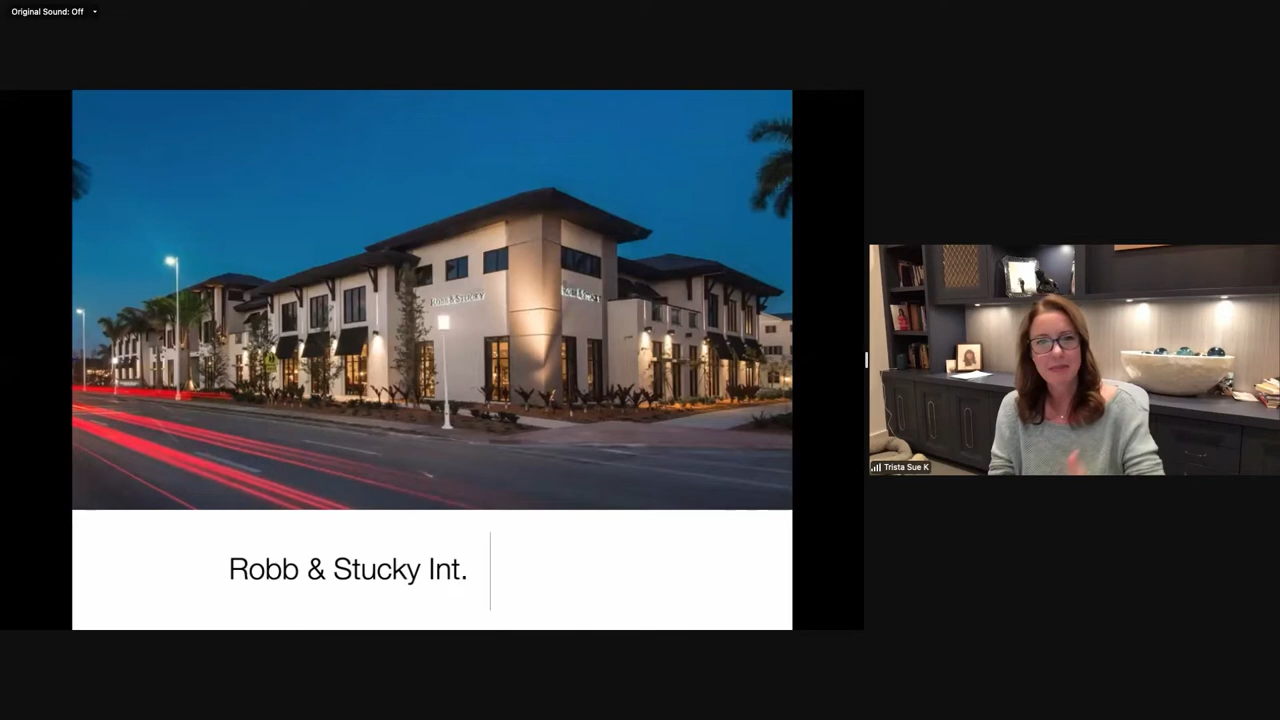 Original Sound: Off
ROBB & STUCKY
Robb & Stucky Int.
Trista Sue K